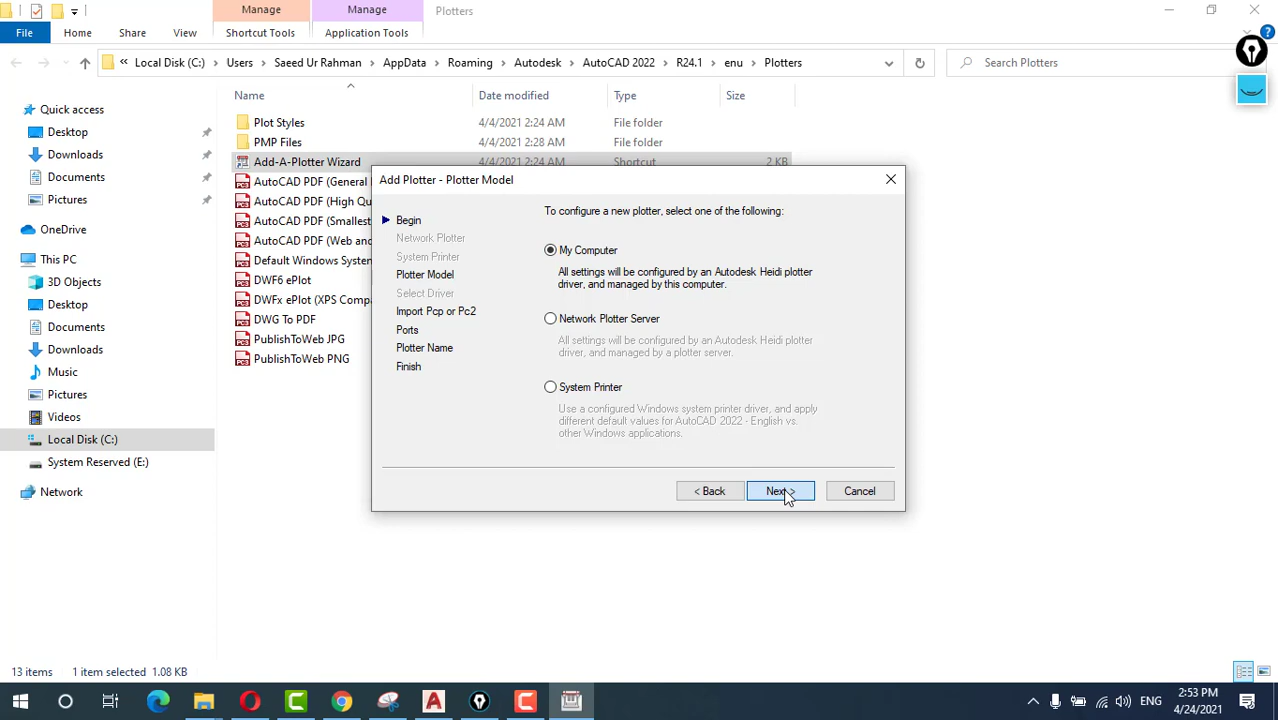 Manage
Manage
Plotters
File
Home
Share
View
Shortcut Tools
Application Tools
« Local Disk (C:) > Users > Saeed Ur Rahman > AppData > Roaming > Autodesk > AutoCAD 2022 > R24.1 > enu > Plotters
Search Plotters
Name
Date modified
Type
Size
Quick access
Desktop
Downloads
Documents
Pictures
OneDrive
This PC
3D Objects
Desktop
Documents
Downloads
Music
Pictures
Videos
Local Disk (C:)
System Reserved (E:)
Network
Plot Styles 4/4/2021 2:24 AM File folder
PMP Files 4/4/2021 2:28 AM File folder
Add-A-Plotter Wizard 4/4/2021 2:24 AM Shortcut 2 KB
AutoCAD PDF (General
AutoCAD PDF (High Qu
AutoCAD PDF (Smallest
AutoCAD PDF (Web and
Default Windows System
DWF6 ePlot
DWFx ePlot (XPS Compa
DWG To PDF
PublishToWeb JPG
PublishToWeb PNG
Add Plotter - Plotter Model
Begin
Network Plotter
System Printer
Plotter Model
Select Driver
Import Pcp or Pc2
Ports
Plotter Name
Finish
To configure a new plotter, select one of the following:
My Computer
All settings will be configured by an Autodesk Heidi plotter
driver, and managed by this computer.
Network Plotter Server
All settings will be configured by an Autodesk Heidi plotter
driver, and managed by a plotter server.
System Printer
Use a configured Windows system printer driver, and apply
different default values for AutoCAD 2022 - English vs.
other Windows applications.
< Back
Next >
Cancel
13 items
1 item selected 1.08 KB
ENG
2:53 PM
4/24/2021